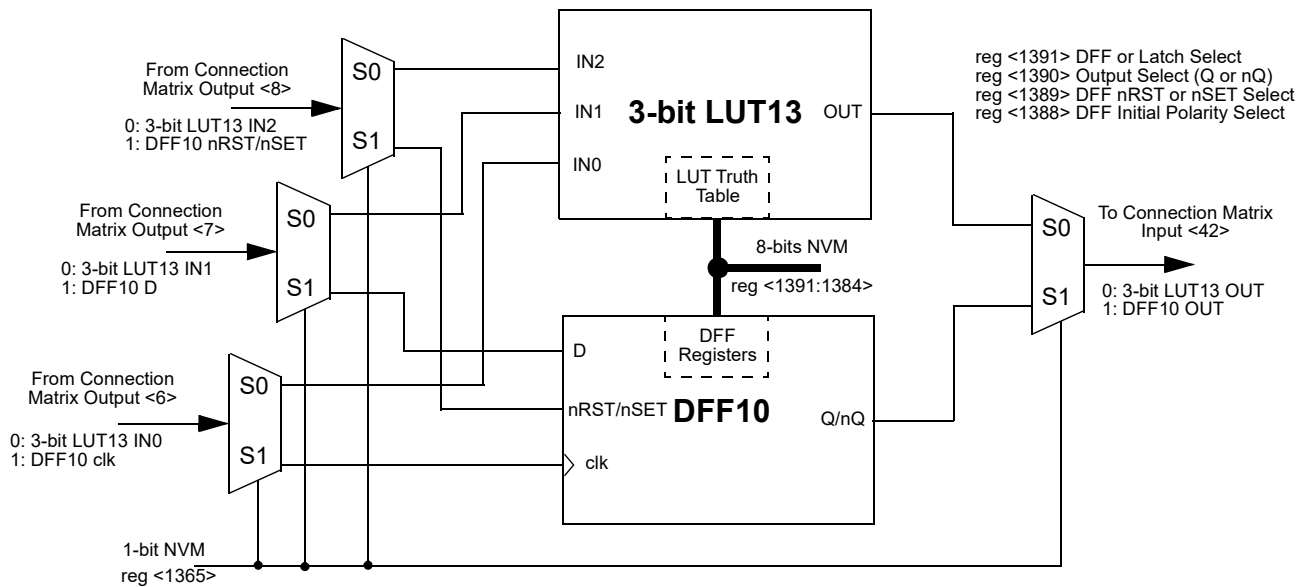 From Connection
Matrix Output <8>
0: 3-bit LUT13 IN2
1: DFF10 nRST/nSET
S0
S1
From Connection
Matrix Output <7>
0: 3-bit LUT13 IN1
1: DFF10 D
S0
S1
From Connection
Matrix Output <6>
0: 3-bit LUT13 IN0
1: DFF10 clk
S0
S1
1-bit NVM
reg <1365>
IN2
IN1
IN0
3-bit LUT13
OUT
LUT Truth
Table
8-bits NVM
reg <1391:1384>
DFF
Registers
D
nRST/nSET
clk
DFF10
Q/nQ
reg <1391> DFF or Latch Select
reg <1390> Output Select (Q or nQ)
reg <1389> DFF nRST or nSET Select
reg <1388> DFF Initial Polarity Select
S0
S1
To Connection Matrix
Input <42>
0: 3-bit LUT13 OUT
1: DFF10 OUT